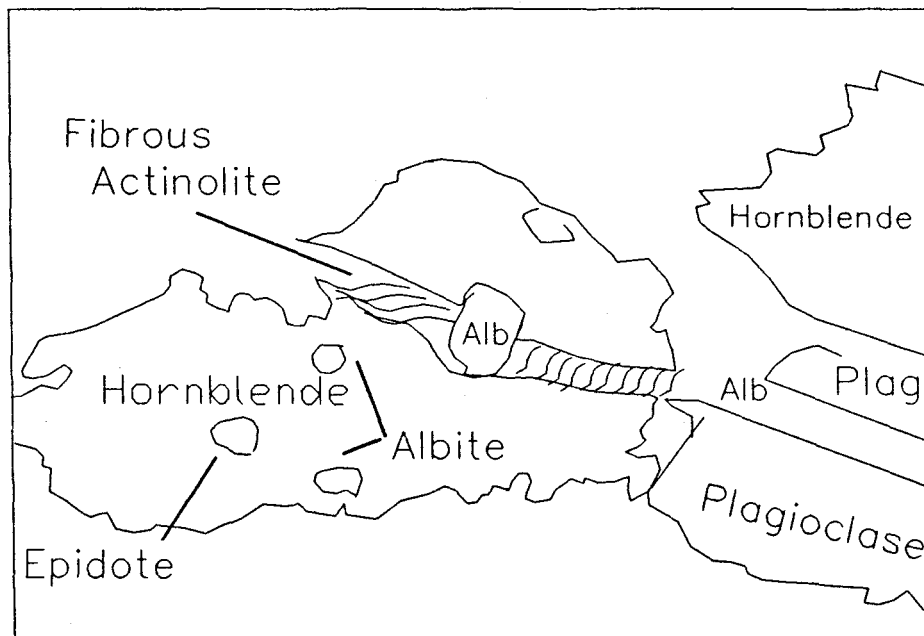 Fibrous
Actinolite
Hornblende
Alb
Alb
Plag
Hornblende
Albite
Plagioclase
Epidote